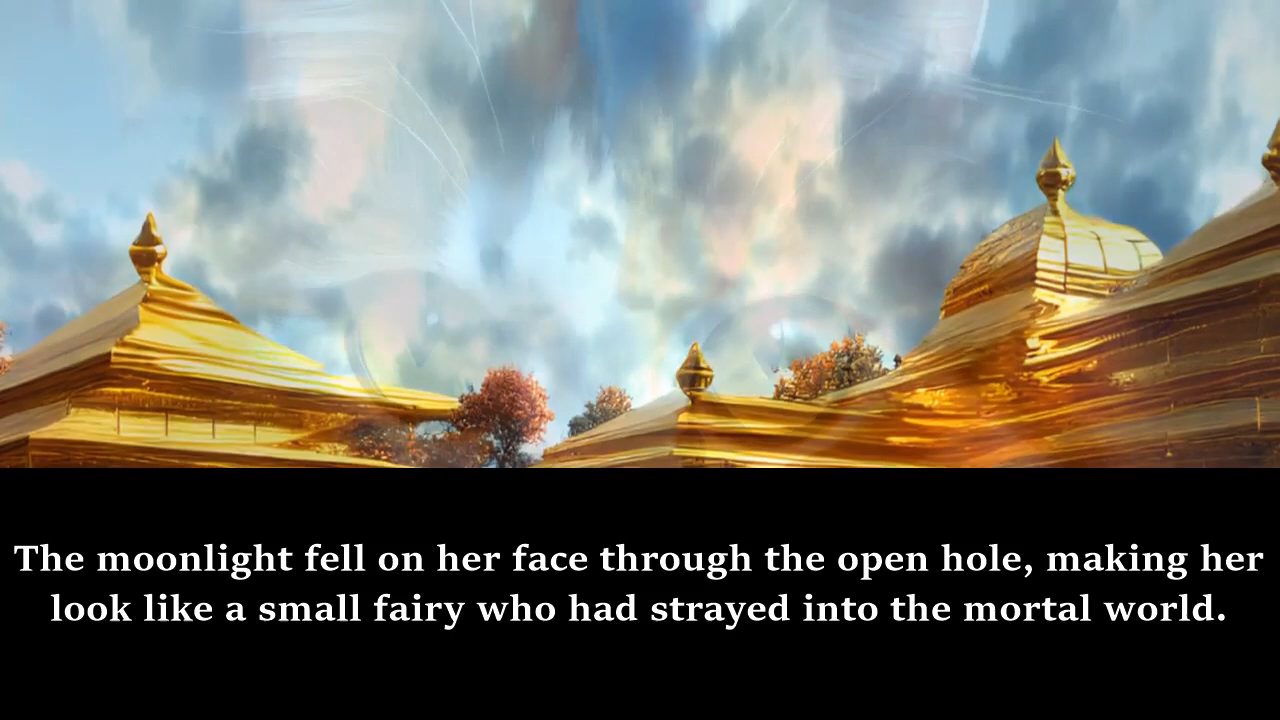 The moonlight fell on her face through the open hole, making her
look like a small fairy who had strayed into the mortal world.